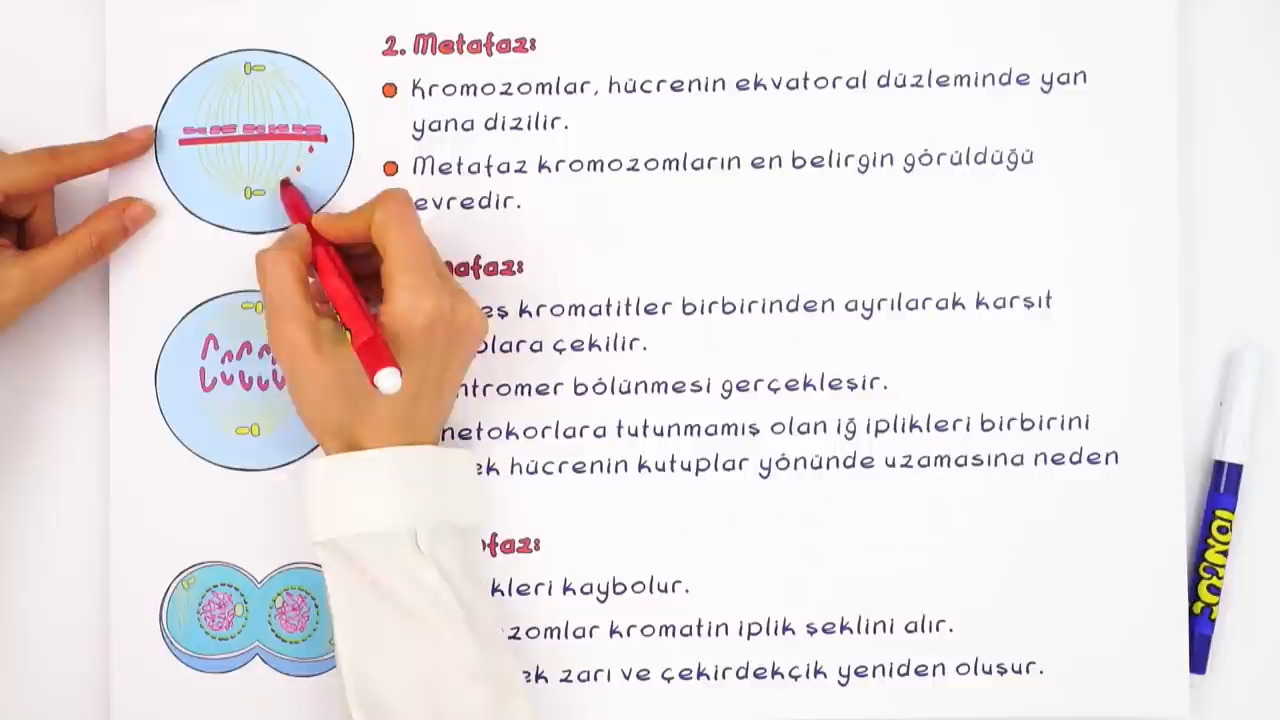 2. Metafaz:
Kromozomlar, hücrenin ekvatoral düzleminde yan
yana dizilir.
Metafaz kromozomların en belirgin görüldüğü
evredir.
kromatitler birbirinden ayrılarak karşıt
çekilir.
bölünmesi gerçekleşir.
tutunmamış olan iğ iplikleri birbirini
hücrenin kutuplar yönünde uzamasına neden
kaybolur.
kromatin iplik şeklini alır.
zarı ve çekirdekçik yeniden oluşur.